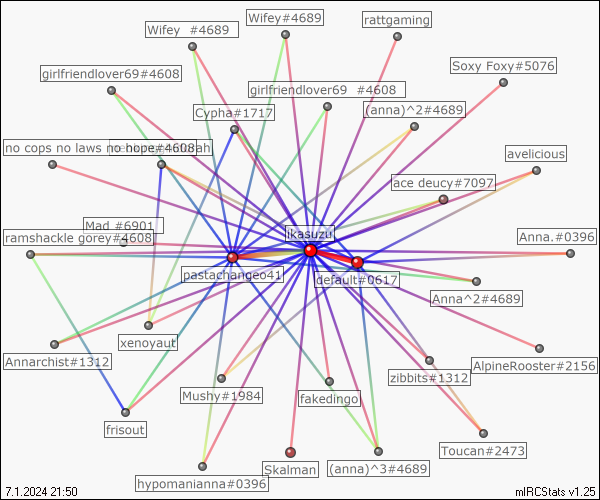 Wifey #4689
Wifey#4689
rattgaming
Soxy Foxy#5076
girlfriendlover69#4608
girlfriendlover69 #4608
Cypha#1717
(anna)^2#4689
no cops no laws no hope#4608
avelicious
ace deucy#7097
Mad #6901
ikasuzu
Anna.#0396
ramshackle gorey#4608
pastachangeo41
default#0617
Anna^2#4689
xenoyaut
Annarchist#1312
AlpineRooster#2156
zibbits#1312
Mushy#1984
fakedingo
frisout
Toucan#2473
Skalman
(anna)^3#4689
hypomanianna#0396
7.1.2024 21:50
mIRCStats v1.25